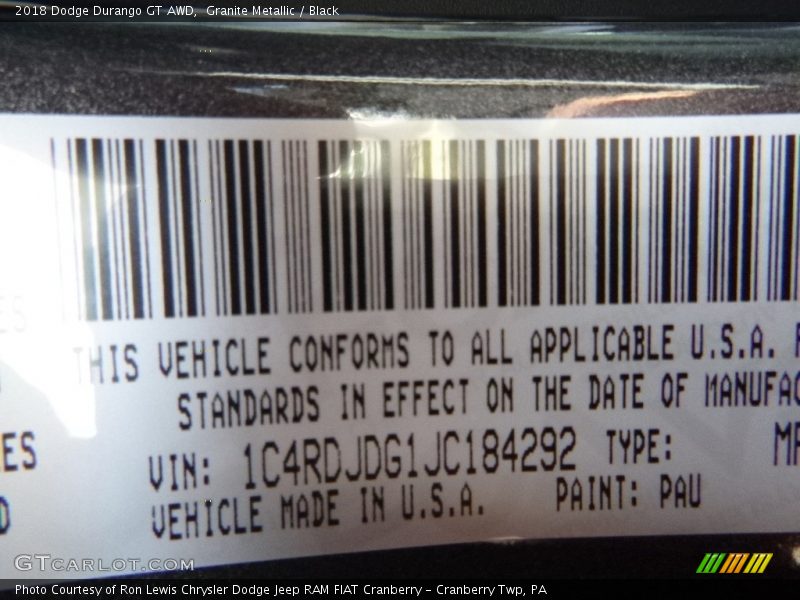 2018 Dodge Durango GT AWD, Granite Metallic / Black
THIS VEHICLE CONFORMS TO ALL APPLICABLE U.S.A.
STANDARDS IN EFFECT ON THE DATE OF MANUFAC
VIN: 1C4RDJDG1JC184292 TYPE:
VEHICLE MADE IN U.S.A. PAINT: PAU
GTCARLOT.COM
Photo Courtesy of Ron Lewis Chrysler Dodge Jeep RAM FIAT Cranberry - Cranberry Twp, PA